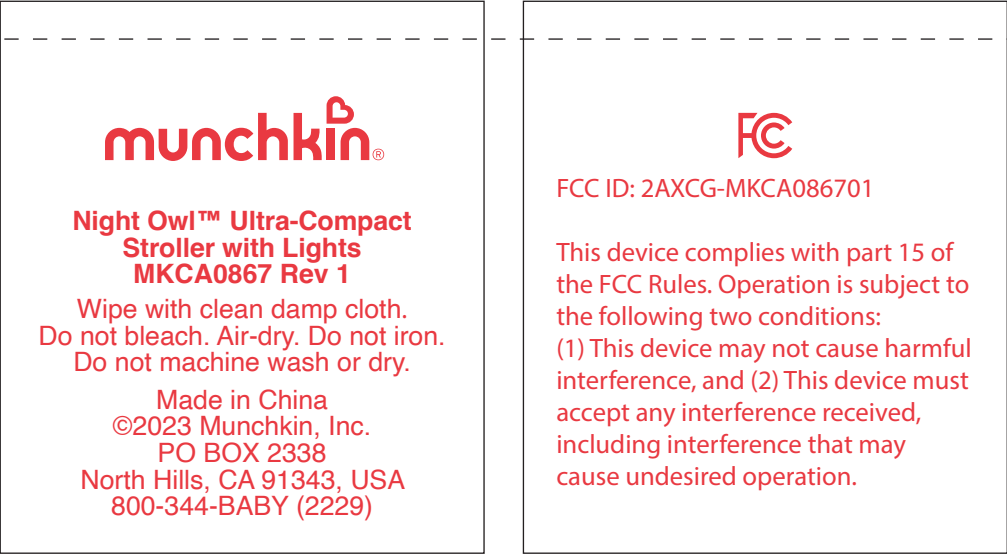 munchkin®
Night Owl™ Ultra-Compact
Stroller with Lights
MKCA0867 Rev 1
Wipe with clean damp cloth.
Do not bleach. Air-dry. Do not iron.
Do not machine wash or dry.
Made in China
©2023 Munchkin, Inc.
PO BOX 2338
North Hills, CA 91343, USA
800-344-BABY (2229)
FC
FCC ID: 2AXCG-MKCA086701
This device complies with part 15 of
the FCC Rules. Operation is subject to
the following two conditions:
(1) This device may not cause harmful
interference, and (2) This device must
accept any interference received,
including interference that may
cause undesired operation.